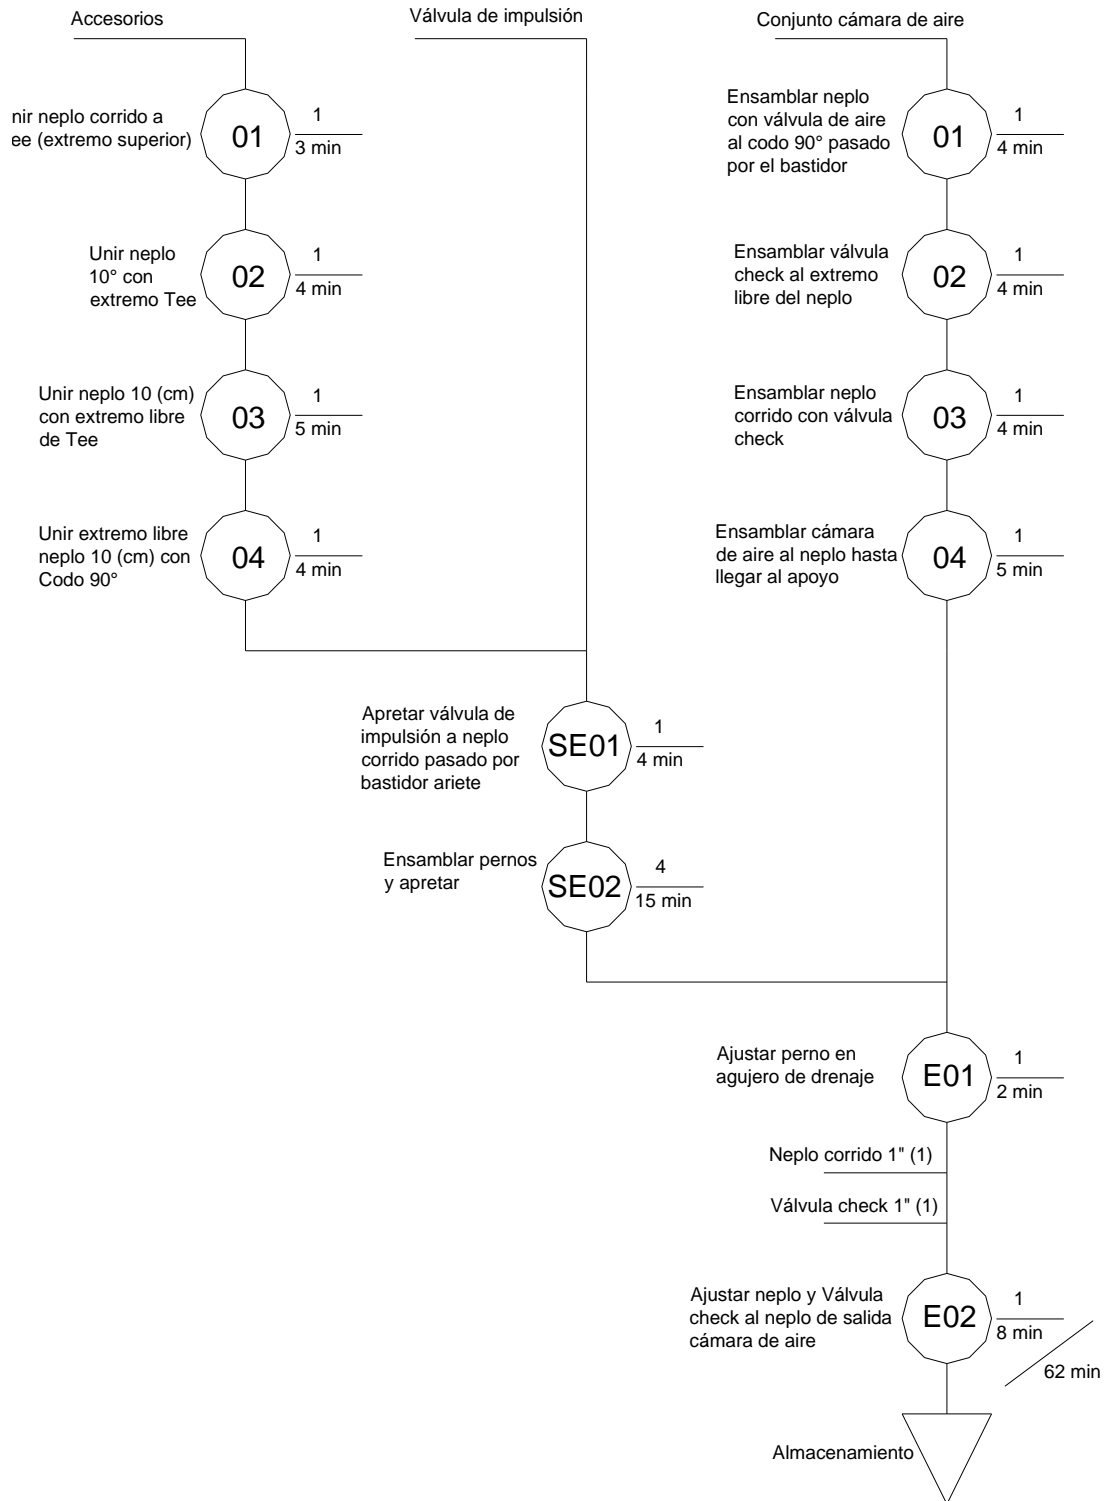 Accesorios
Válvula de impulsión
Conjunto cámara de aire
nir neplo corrido a
ee (extremo superior)
01
1
3 min
Ensamblar neplo
con válvula de aire
al codo 90° pasado
por el bastidor
01
1
4 min
Unir neplo
10° con
extremo Tee
02
1
4 min
Ensamblar válvula
check al extremo
libre del neplo
02
1
4 min
Unir neplo 10 (cm)
con extremo libre
de Tee
03
1
5 min
Ensamblar neplo
corrido con válvula
check
03
1
4 min
Unir extremo libre
neplo 10 (cm) con
Codo 90°
04
1
4 min
Ensamblar cámara
de aire al neplo hasta
llegar al apoyo
04
1
5 min
Apretar válvula de
impulsión a neplo
corrido pasado por
bastidor ariete
SE01
1
4 min
Ensamblar pernos
y apretar
SE02
4
15 min
Ajustar perno en
agujero de drenaje
E01
1
2 min
Neplo corrido 1" (1)
Válvula check 1" (1)
Ajustar neplo y Válvula
check al neplo de salida
cámara de aire
E02
1
8 min
62 min
Almacenamiento